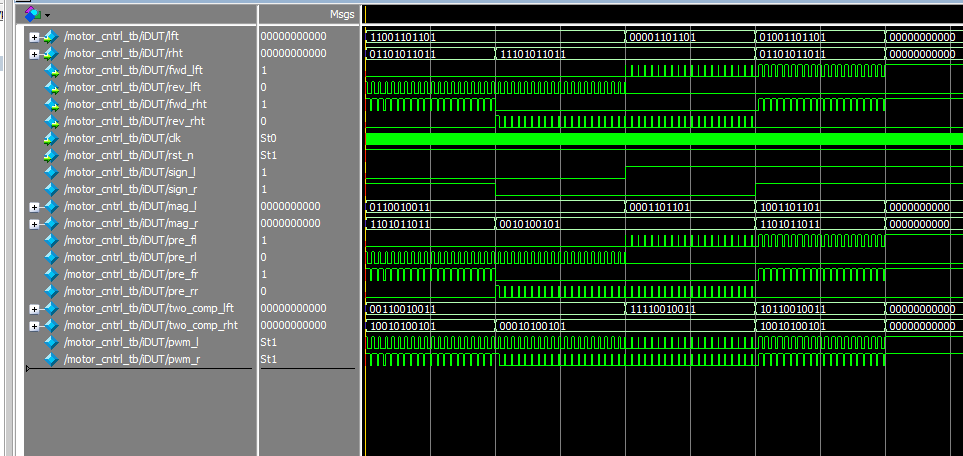 Msgs
/motor_cntrl_tb/iDUT/lft 00000000000 11001101101 00001101101 01001101101 00000000000
/motor_cntrl_tb/iDUT/rht 00000000000 01101011011 11101011011 01101011011 00000000000
/motor_cntrl_tb/iDUT/fwd_lft 1
/motor_cntrl_tb/iDUT/rev_lft 0
/motor_cntrl_tb/iDUT/fwd_rht 1
/motor_cntrl_tb/iDUT/rev_rht 0
/motor_cntrl_tb/iDUT/clk St0
/motor_cntrl_tb/iDUT/rst_n St1
/motor_cntrl_tb/iDUT/sign_l 1
/motor_cntrl_tb/iDUT/sign_r 1
/motor_cntrl_tb/iDUT/mag_l 0000000000 0110010011 0001101101 1001101101 0000000000
/motor_cntrl_tb/iDUT/mag_r 0000000000 1101011011 0010100101 1101011011 0000000000
/motor_cntrl_tb/iDUT/pre_fl 1
/motor_cntrl_tb/iDUT/pre_rl 0
/motor_cntrl_tb/iDUT/pre_fr 1
/motor_cntrl_tb/iDUT/pre_rr 0
/motor_cntrl_tb/iDUT/two_comp_lft 00000000000 00110010011 11110010011 10110010011 00000000000
/motor_cntrl_tb/iDUT/two_comp_rht 00000000000 10010100101 00010100101 10010100101 00000000000
/motor_cntrl_tb/iDUT/pwm_l St1
/motor_cntrl_tb/iDUT/pwm_r St1